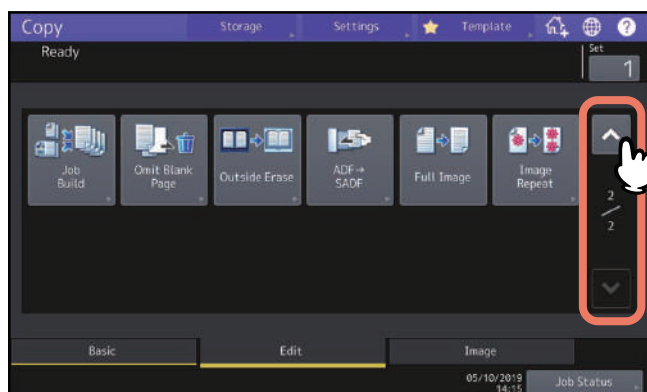 Copy
Storage
Settings
Template
?
Ready
Set
1
Job
Build
Omit Blank
Page
Outside Erase
ADF→
SADF
Full Image
Image
Repeat
2
2
Basic
Edit
Image
05/10/2019
14:15
Job Status